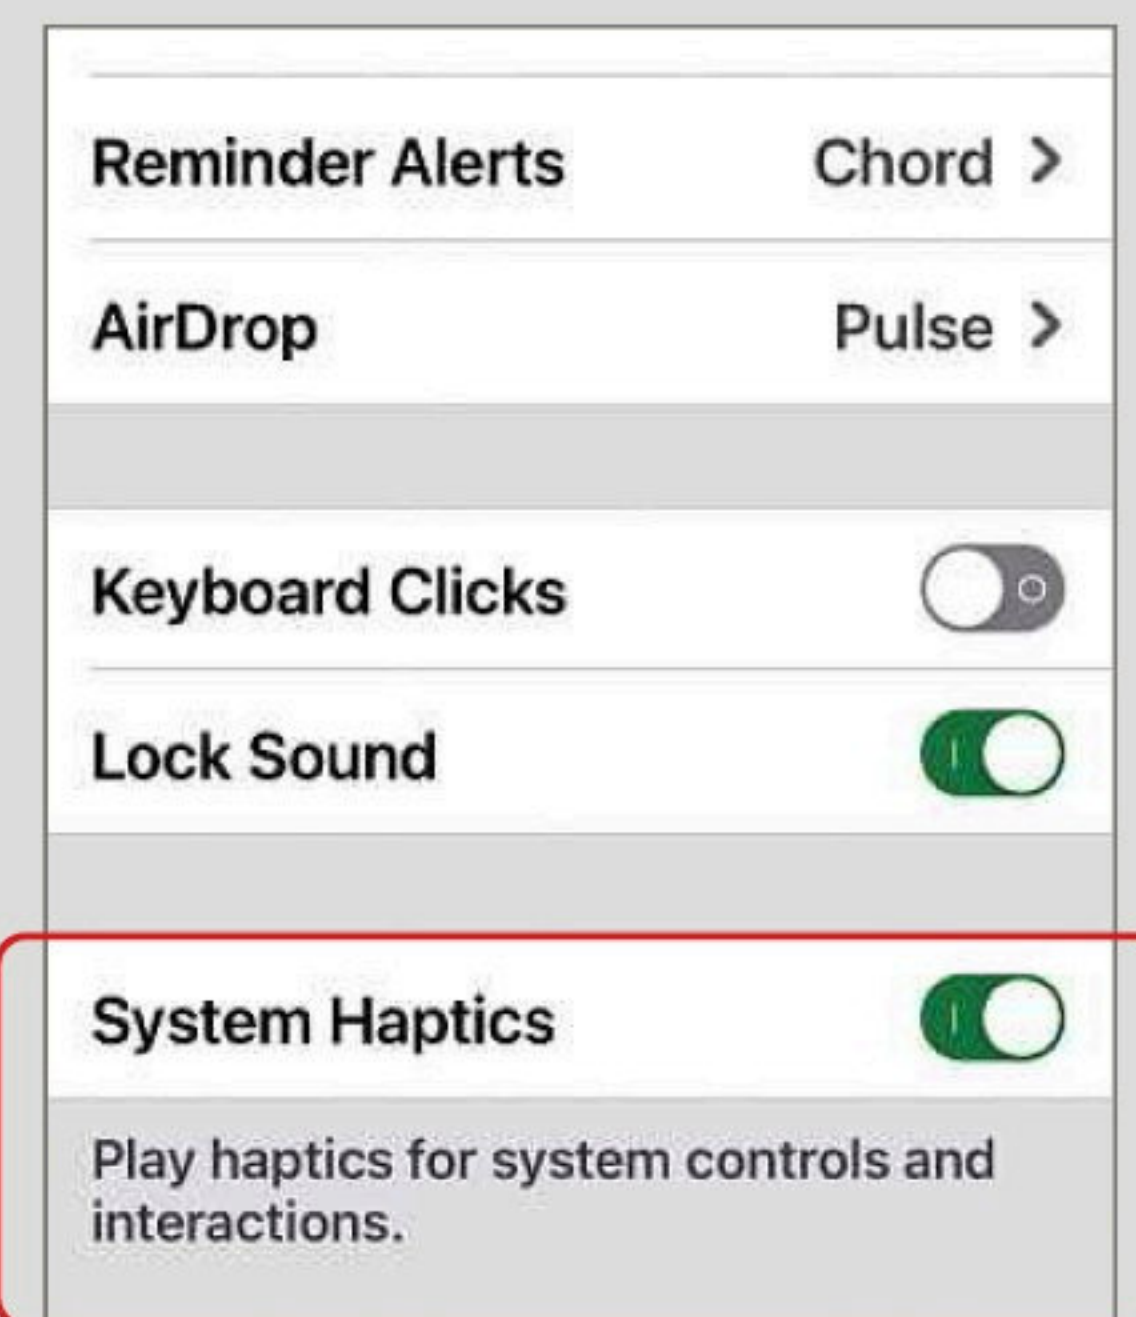 Reminder Alerts Chord
AirDrop Pulse
Keyboard Clicks
Lock Sound
System Haptics
Play haptics for system controls and
interactions.